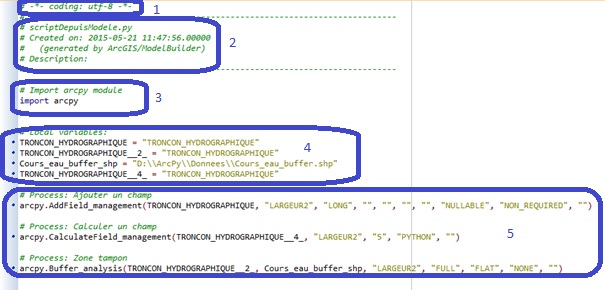 # -*- coding: utf-8 -*-
1
# ---------------------------------------------------------------------------
# scriptDepuisModele.py
# Created on: 2015-05-21 11:47:56.00000
#   (generated by ArcGIS/ModelBuilder)
# Description:
# ---------------------------------------------------------------------------
2
# Import arcpy module
import arcpy
3
# Local variables:
TRONCON_HYDROGRAPHIQUE = "TRONCON_HYDROGRAPHIQUE"
TRONCON_HYDROGRAPHIQUE__2_ = "TRONCON_HYDROGRAPHIQUE"
Cours_eau_buffer_shp = "D:\\ArcPy\\Donnees\\Cours_eau_buffer.shp"
TRONCON_HYDROGRAPHIQUE__4_ = "TRONCON_HYDROGRAPHIQUE"
4
# Process: Ajouter un champ
arcpy.AddField_management(TRONCON_HYDROGRAPHIQUE, "LARGEUR2", "LONG", "", "", "", "", "NULLABLE", "NON_REQUIRED", "")
# Process: Calculer un champ
arcpy.CalculateField_management(TRONCON_HYDROGRAPHIQUE__4_, "LARGEUR2", "5", "PYTHON", "")
5
# Process: Zone tampon
arcpy.Buffer_analysis(TRONCON_HYDROGRAPHIQUE__2_, Cours_eau_buffer_shp, "LARGEUR2", "FULL", "FLAT", "NONE", "")